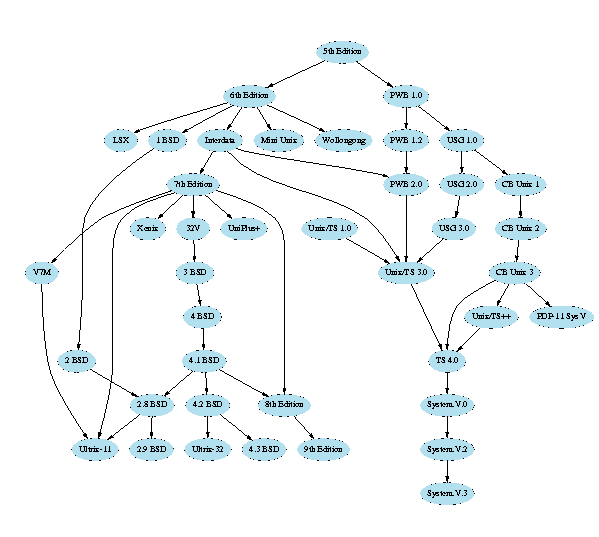 5th Edition
6th Edition
PWB 1.0
LSX
1 BSD
Interdata
Mini Unix
Wollongong
PWB 1.2
USG 1.0
7th Edition
PWB 2.0
USG 2.0
CB Unix 1
Xenix
32V
UniPlus+
Unix/TS 1.0
USG 3.0
CB Unix 2
V7M
3 BSD
Unix/TS 3.0
CB Unix 3
4 BSD
Unix/TS++
PDP-11 Sys V
2 BSD
4.1 BSD
TS 4.0
2.8 BSD
4.2 BSD
8th Edition
System V.0
Ultrix-11
2.9 BSD
Ultrix-32
4.3 BSD
9th Edition
System V.2
System V.3